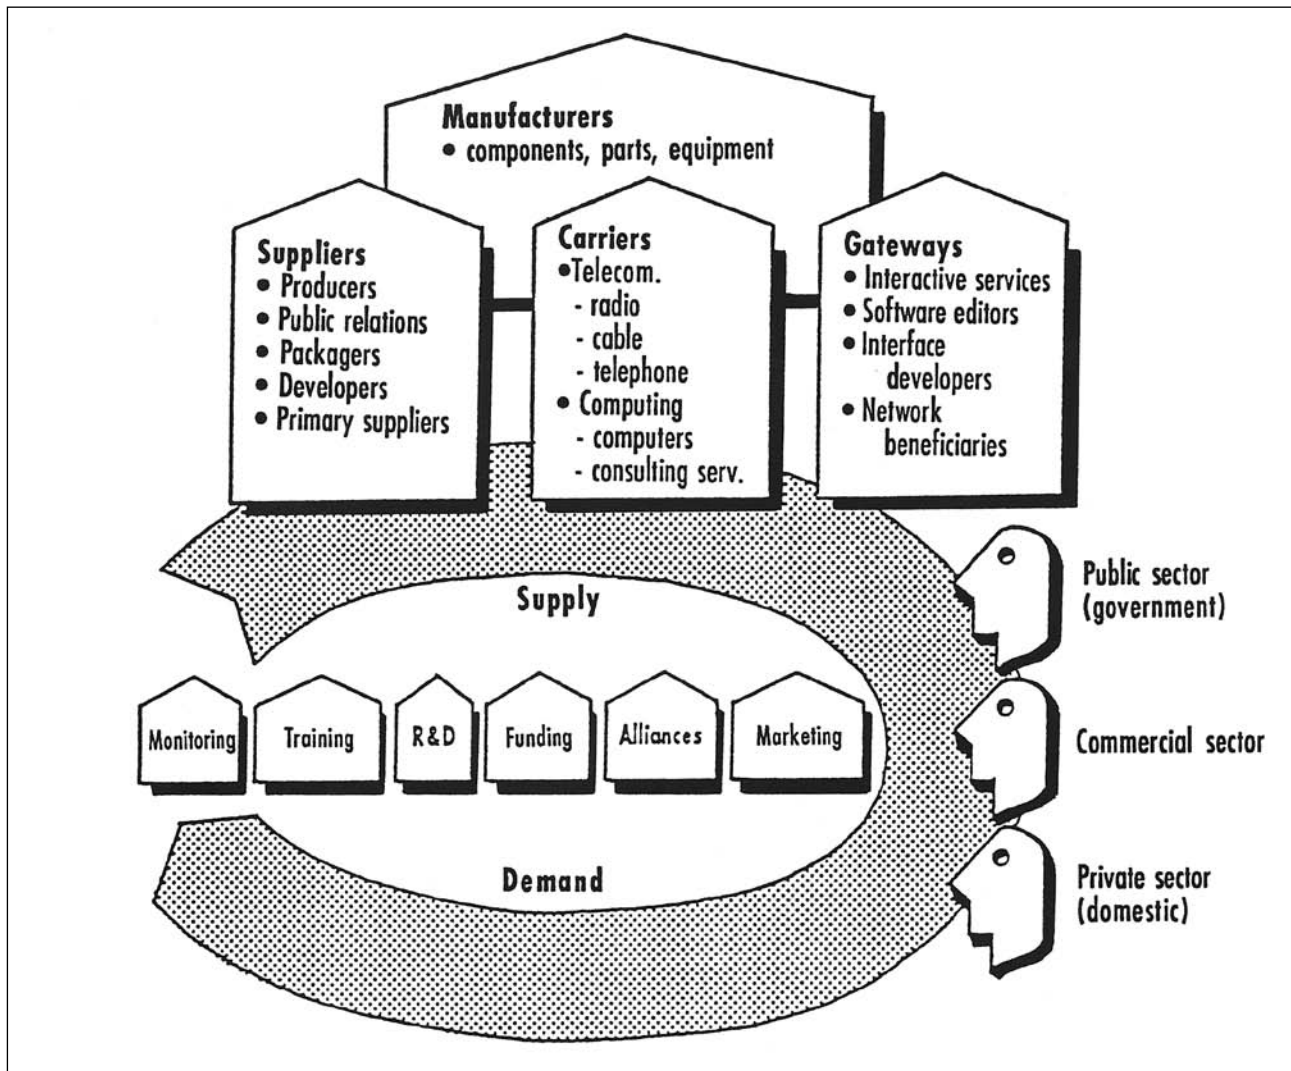 Manufacturers
• components, parts, equipment
Suppliers
• Producers
• Public relations
• Packagers
• Developers
• Primary suppliers
Carriers
•Telecom.
- radio
- cable
- telephone
• Computing
- computers
- consulting serv.
Gateways
• Interactive services
• Software editors
• Interface
developers
• Network
beneficiaries
Supply
Public sector
(government)
Monitoring
Training
R&D
Funding
Alliances
Marketing
Commercial sector
Demand
Private sector
(domestic)